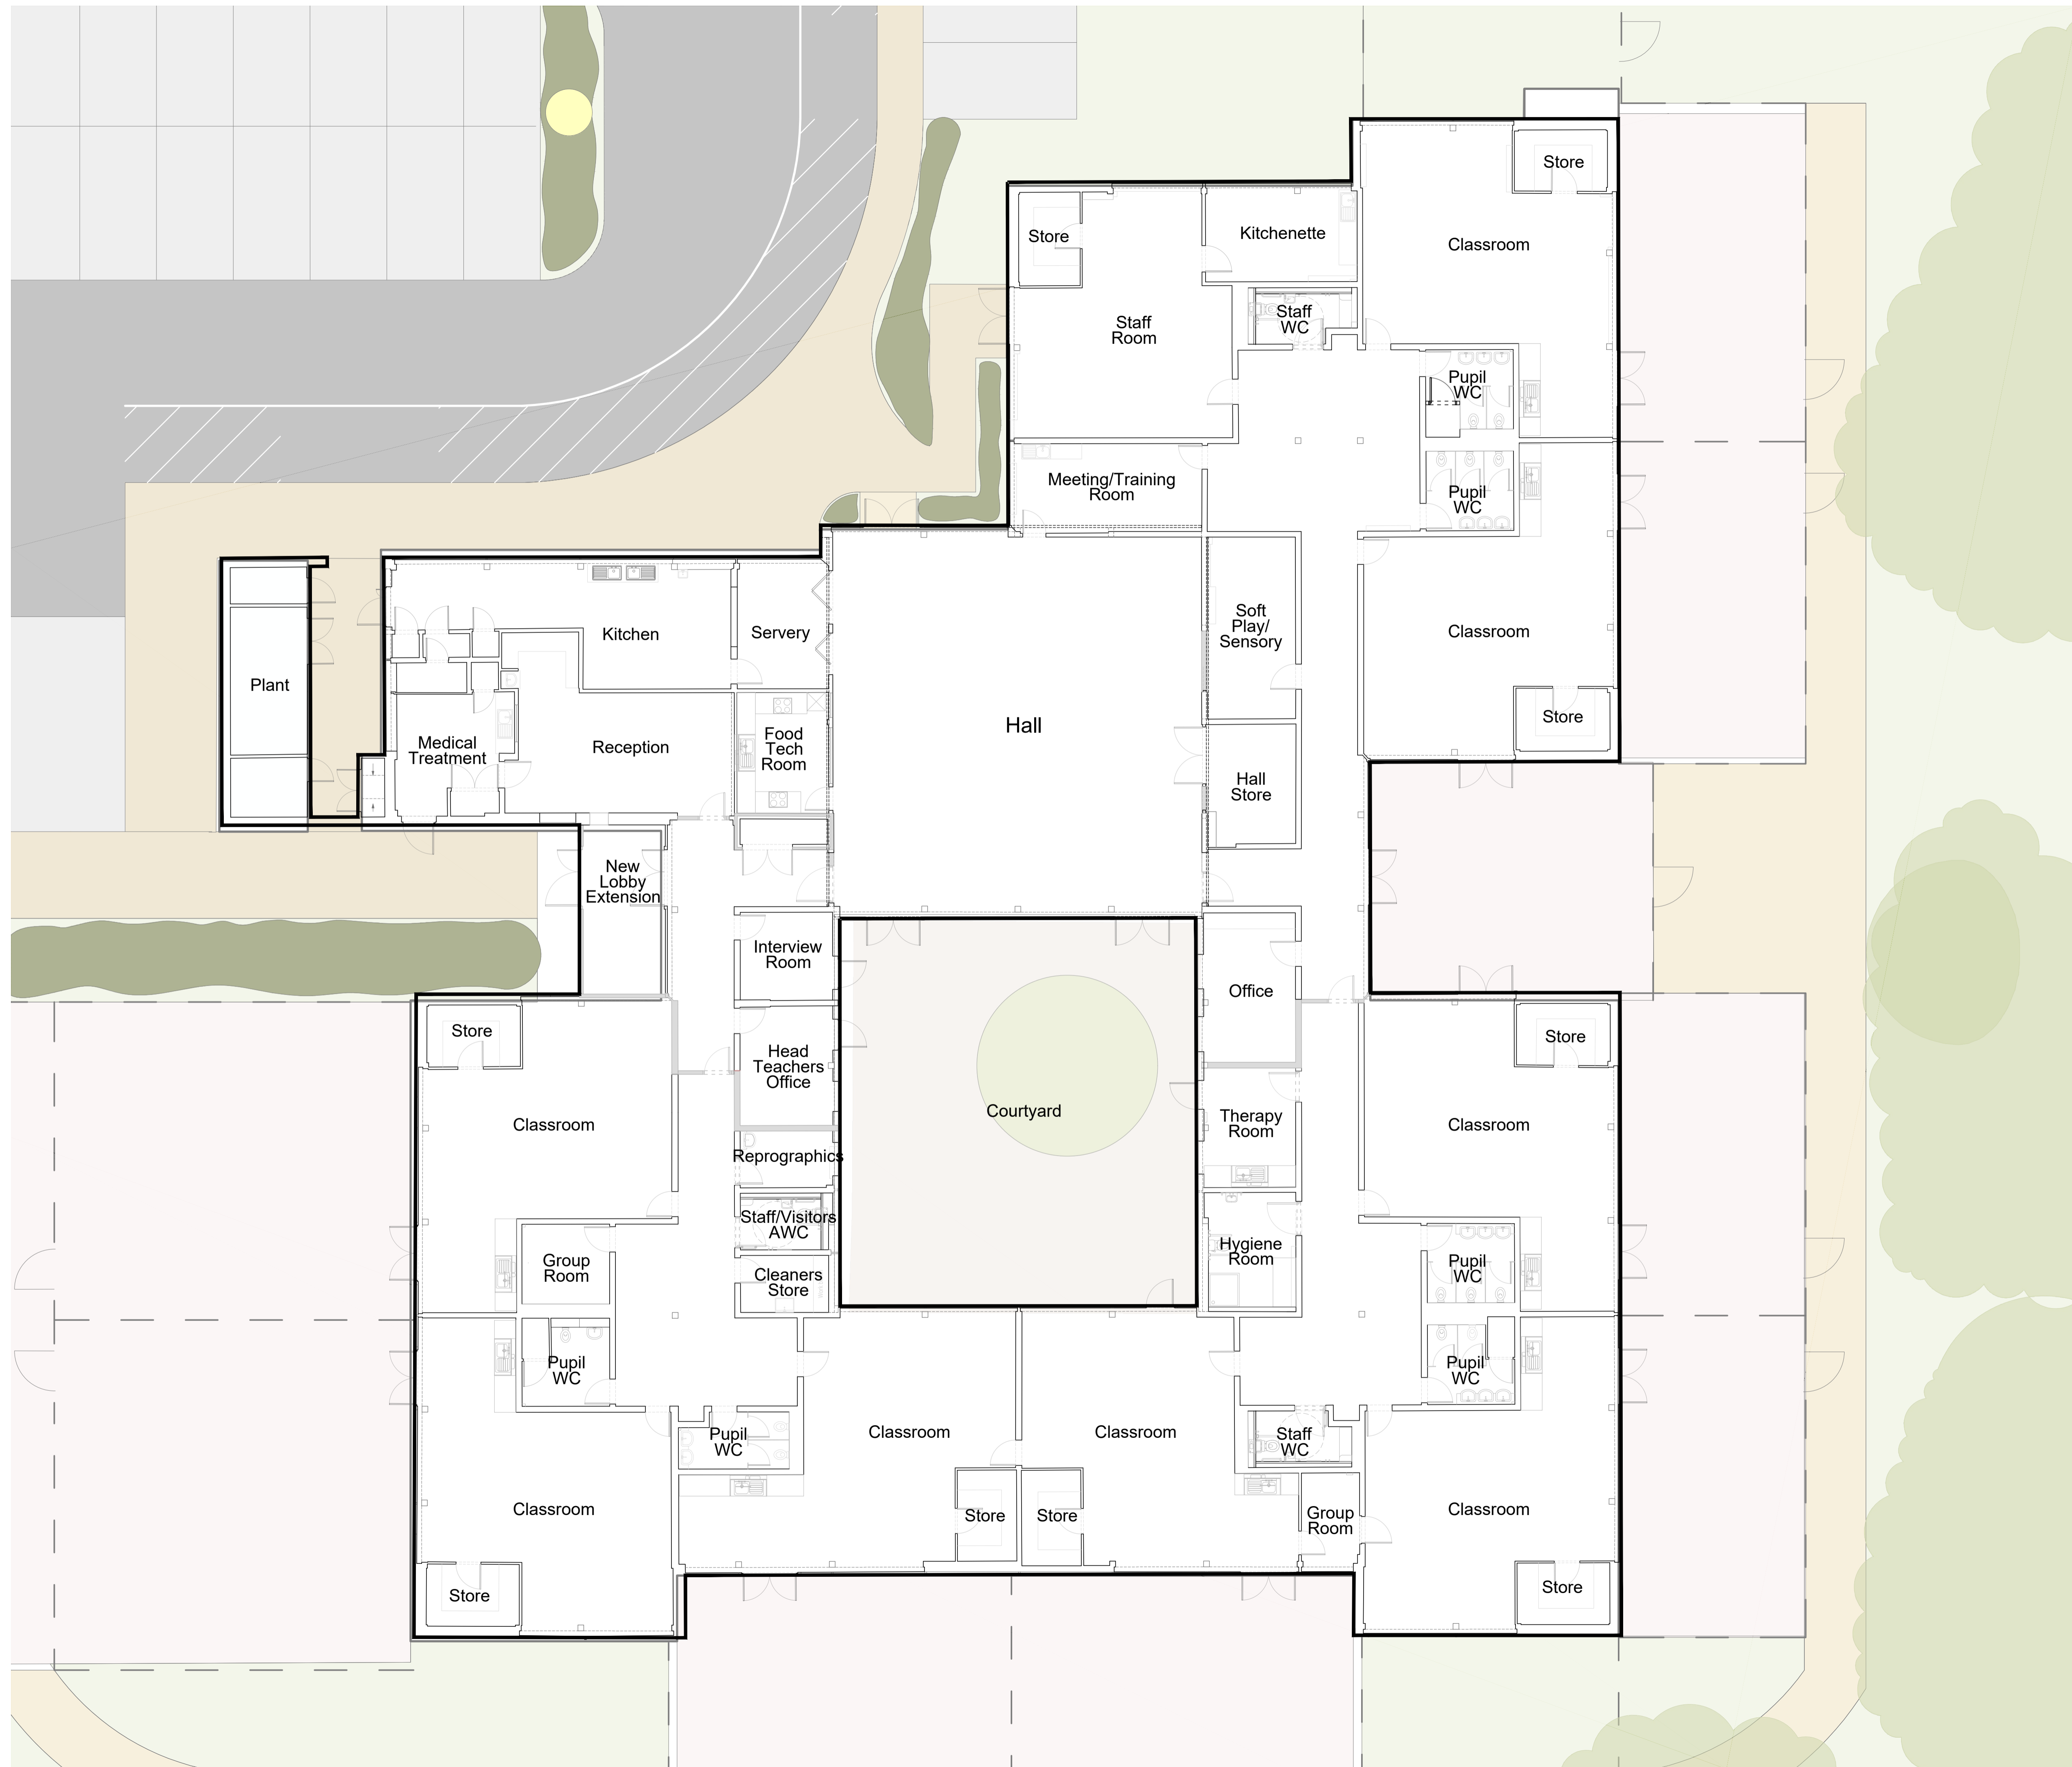 Store
Classroom
Store
Kitchenette
Staff
WC
Staff
Room
Pupil
WC
Meeting/Training
Room
Pupil
WC
Classroom
Store
Soft
Play/
Sensory
Hall
Store
Hall
Kitchen
Servery
Plant
Medical
Treatment
Reception
Food
Tech
Room
New
Lobby
Extension
Interview
Room
Office
Store
Head
Teachers
Office
Store
Classroom
Courtyard
Therapy
Room
Classroom
Reprographics
Staff/Visitors
AWC
Hygiene
Room
Group
Room
Cleaners
Store
Pupil
WC
Pupil
WC
Pupil
WC
Pupil
WC
Classroom
Classroom
Staff
WC
Classroom
Store
Store
Group
Room
Classroom
Store
Store